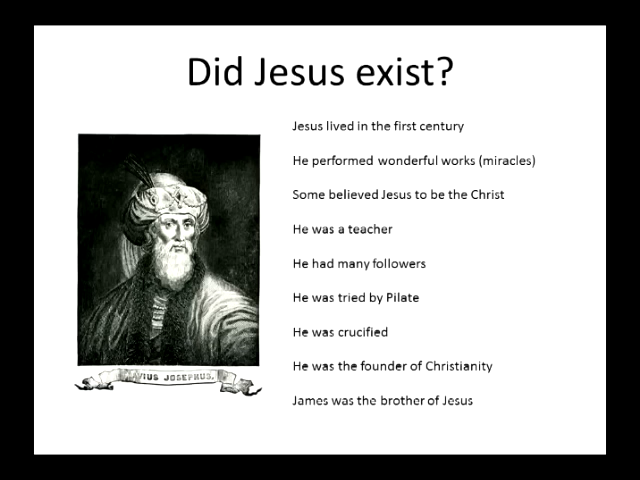 Did Jesus exist?
Jesus lived in the first century
He performed wonderful works (miracles)
Some believed Jesus to be the Christ
He was a teacher
He had many followers
He was tried by Pilate
He was crucified
He was the founder of Christianity
James was the brother of Jesus
JOSEPHUS.